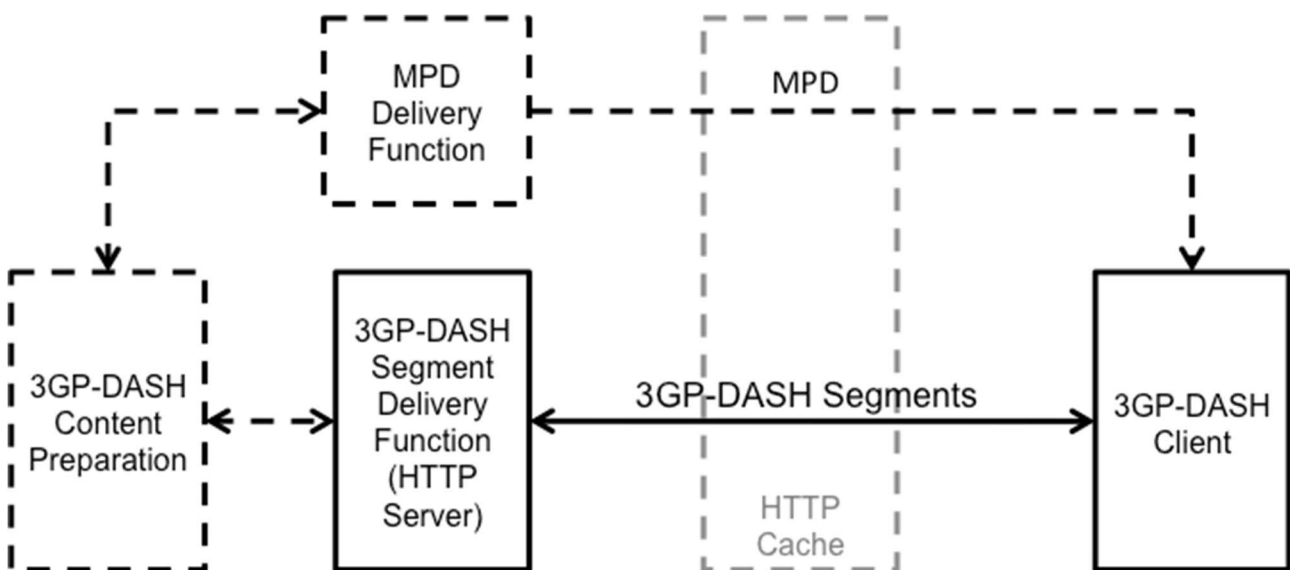 MPD
Delivery
Function
MPD
3GP-DASH
Content
Preparation
3GP-DASH
Segment
Delivery
Function
(HTTP
Server)
3GP-DASH Segments
HTTP
Cache
3GP-DASH
Client